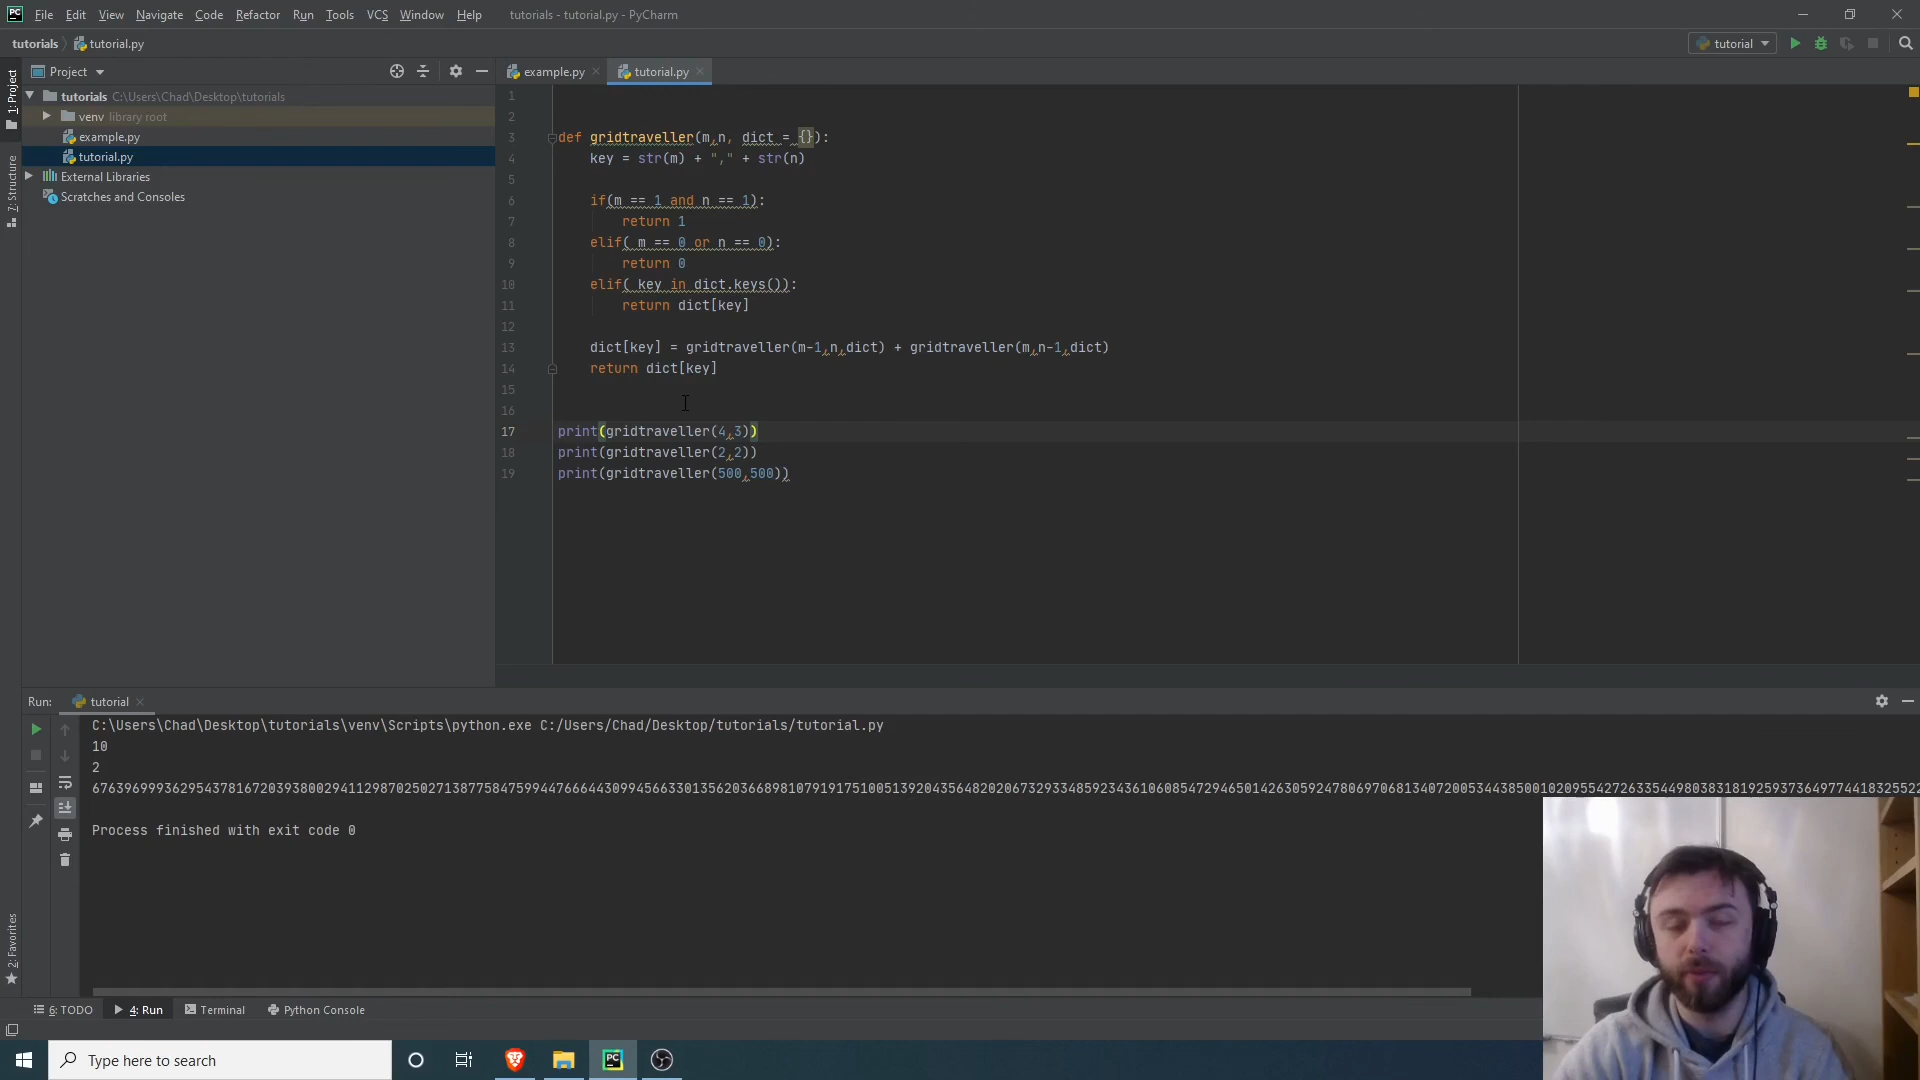 File Edit View Navigate Code Refactor Run Tools VCS Window Help tutorials - tutorial.py - PyCharm
tutorials tutorial.py
tutorial
Project
example.py
tutorial.py
1: Project
7: Structure
2: Favorites
tutorials C:\Users\Chad\Desktop\tutorials
venv library root
example.py
tutorial.py
External Libraries
Scratches and Consoles
1
2
3 def gridtraveller(m,n, dict = {}):
4 key = str(m) + "," + str(n)
5
6 if(m == 1 and n == 1):
7 return 1
8 elif( m == 0 or n == 0):
9 return 0
10 elif( key in dict.keys()):
11 return dict[key]
12
13 dict[key] = gridtraveller(m-1,n,dict) + gridtraveller(m,n-1,dict)
14 return dict[key]
15
16
17 print(gridtraveller(4,3))
18 print(gridtraveller(2,2))
19 print(gridtraveller(500,500))
Run: tutorial
C:\Users\Chad\Desktop\tutorials\venv\Scripts\python.exe C:/Users/Chad/Desktop/tutorials/tutorial.py
10
2
Process finished with exit code 0
6: TODO 4: Run Terminal Python Console
Type here to search